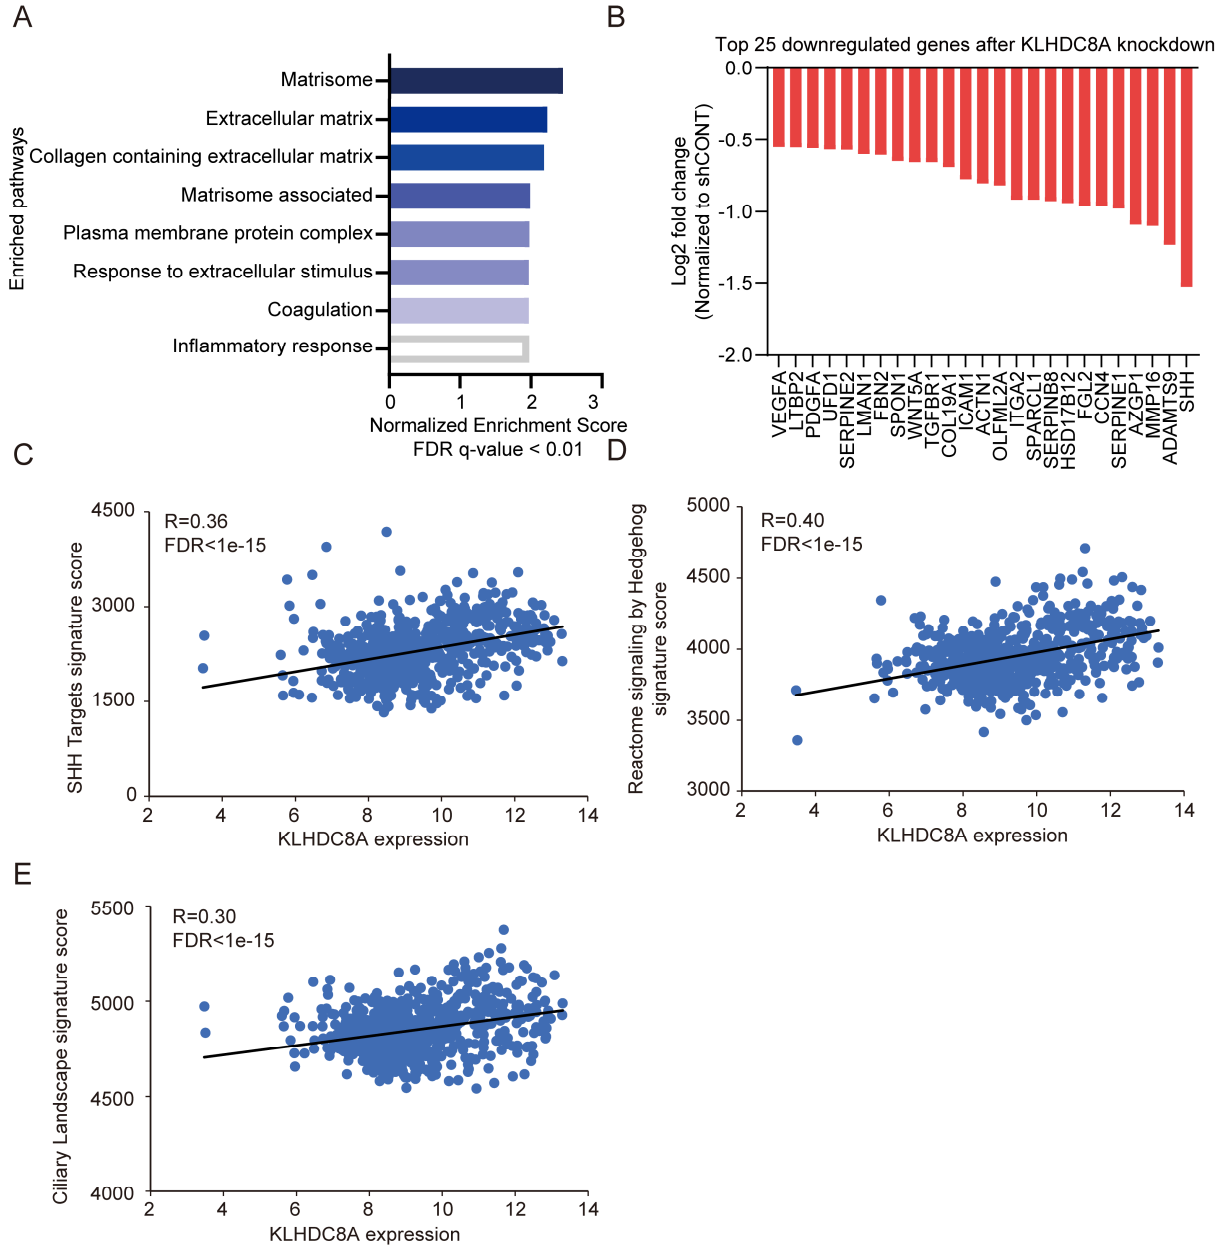 A
Enriched pathways
Matrisome
Extracellular matrix
Collagen containing extracellular matrix
Matrisome associated
Plasma membrane protein complex
Response to extracellular stimulus
Coagulation
Inflammatory response
0 1 2 3
Normalized Enrichment Score
FDR q-value < 0.01
B
Top 25 downregulated genes after KLHDC8A knockdown
Log2 fold change
(Normalized to shCONT)
0.0
-0.5
-1.0
-1.5
-2.0
VEGFA
LTBP2
PDGFA
UFD1
SERPINE2
LMAN1
FBN2
SPON1
WNT5A
TGFBR1
COL19A1
ICAM1
ACTN1
OLFML2A
ITGA2
SPARCL1
SERPINB8
HSD17B12
FGL2
CCN4
SERPINE1
AZGP1
MMP16
ADAMTS9
SHH
C
SHH Targets signature score
4500
3000
1500
0
R=0.36
FDR<1e-15
2 4 6 8 10 12 14
KLHDC8A expression
D
Reactome signaling by Hedgehog
signature score
5000
4500
4000
3500
3000
R=0.40
FDR<1e-15
2 4 6 8 10 12 14
KLHDC8A expression
E
Ciliary Landscape signature score
5500
5000
4500
4000
R=0.30
FDR<1e-15
2 4 6 8 10 12 14
KLHDC8A expression